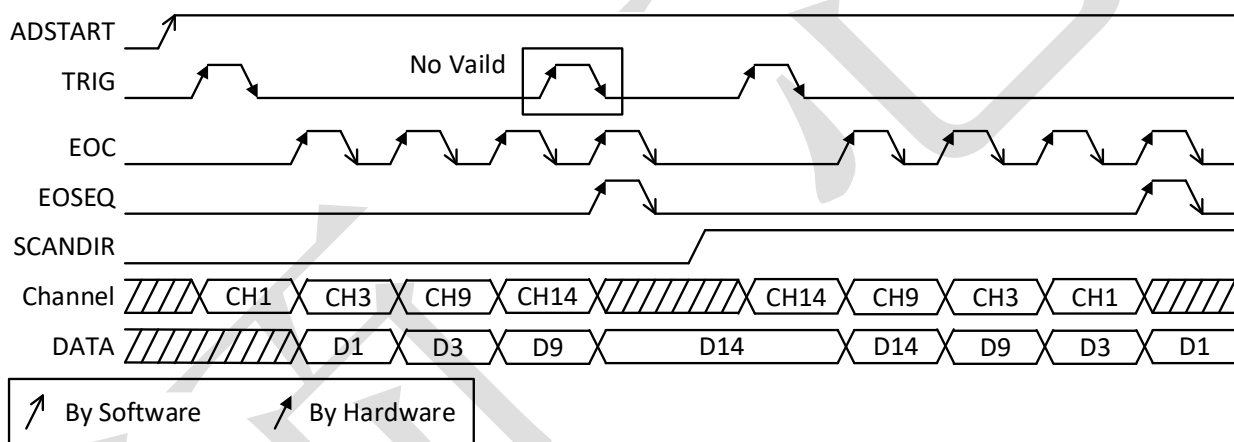 ADSTART
No Vaild
TRIG
EOC
EOSEQ
SCANDIR
Channel CH1 CH3 CH9 CH14 CH14 CH9 CH3 CH1
DATA D1 D3 D9 D14 D14 D9 D3 D1
By Software By Hardware